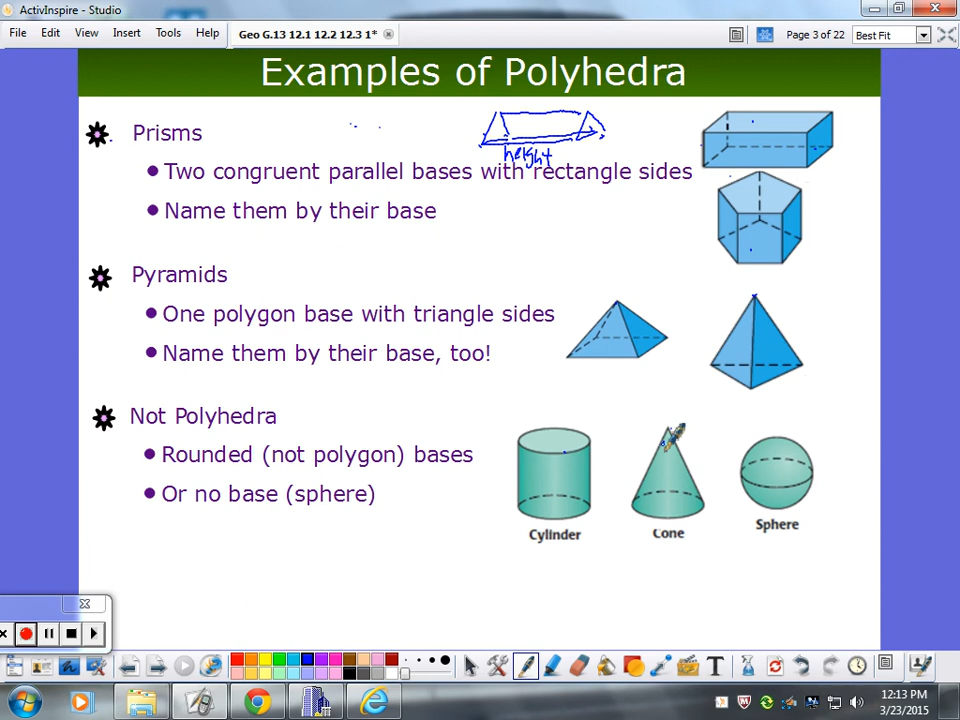 ActivInspire - Studio
File Edit View Insert Tools Help
Geo G.13 12.1 12.2 12.3 1*
Page 3 of 22
Best Fit
Examples of Polyhedra
Prisms
height
Two congruent parallel bases with rectangle sides
Name them by their base
Pyramids
One polygon base with triangle sides
Name them by their base, too!
Not Polyhedra
Rounded (not polygon) bases
Or no base (sphere)
Cylinder
Cone
Sphere
12:13 PM
3/23/2015